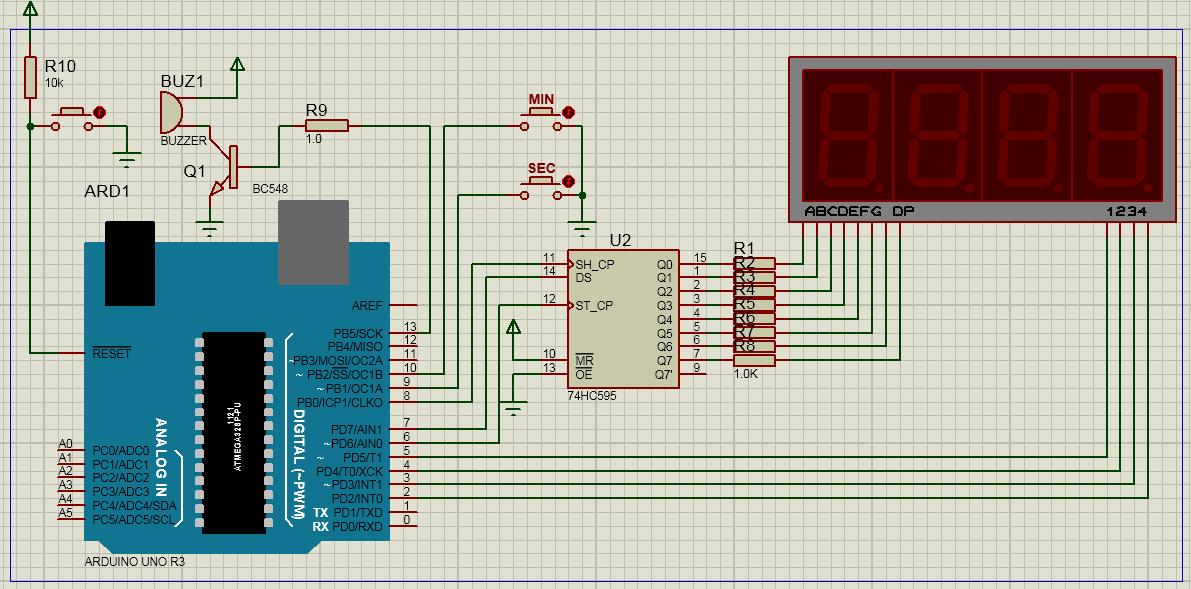 R10
10k
BUZ1
BUZZER
R9
1.0
Q1
BC548
MIN
SEC
ARD1
U2
11
SH_CP
14
DS
12
ST_CP
10
MR
13
OE
74HC595
Q0
15
Q1
1
Q2
2
Q3
3
Q4
4
Q5
5
Q6
6
Q7
7
Q7'
9
R1
R2
R3
R4
R5
R6
R7
R8
1.0K
ABCDEFG DP
1234
RESET
AREF
PB5/SCK
13
PB4/MISO
12
~PB3/MOSI/OC2A
11
~ PB2/SS/OC1B
10
~ PB1/OC1A
9
PB0/ICP1/CLKO
8
PD7/AIN1
7
~PD6/AIN0
6
~ PD5/T1
5
PD4/T0/XCK
4
~PD3/INT1
3
PD2/INT0
2
TX PD1/TXD
1
RX PD0/RXD
0
DIGITAL (~PWM)
ANALOG IN
ATMEGA328P-PU
1121
A0
PC0/ADC0
A1
PC1/ADC1
A2
PC2/ADC2
A3
PC3/ADC3
A4
PC4/ADC4/SDA
A5
PC5/ADC5/SCL
ARDUINO UNO R3